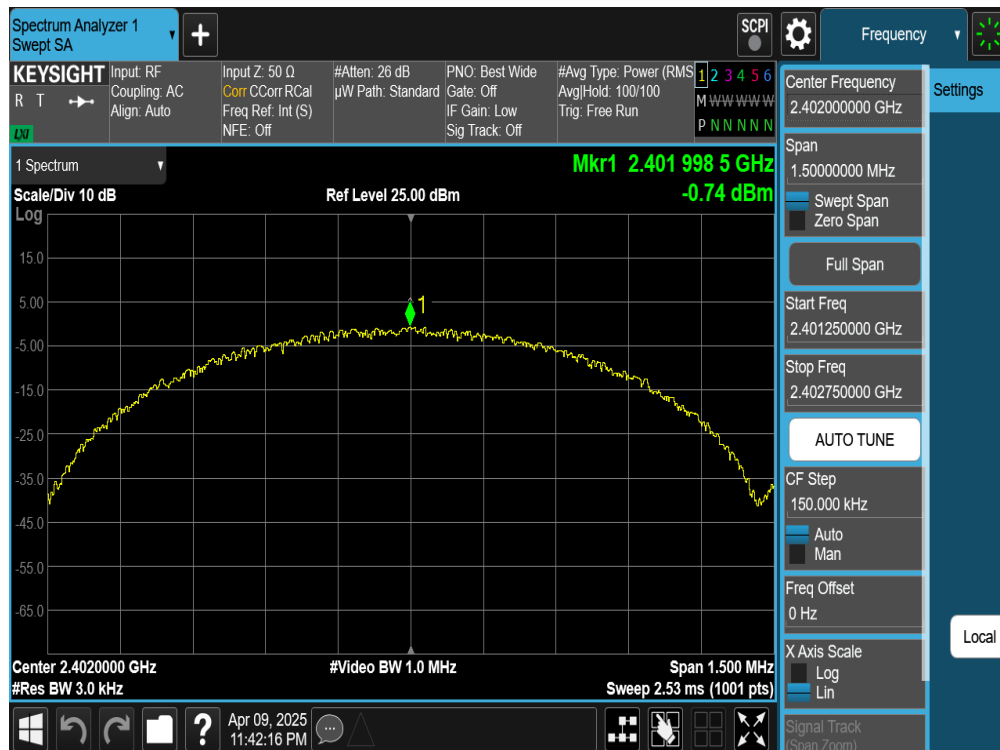 Spectrum Analyzer 1
Swept SA
+
SCPI
Frequency
KEYSIGHT
R T
LXI
Input: RF
Coupling: AC
Align: Auto
Input Z: 50 Ω
Corr CCorr RCal
Freq Ref: Int (S)
NFE: Off
#Atten: 26 dB
µW Path: Standard
PNO: Best Wide
Gate: Off
IF Gain: Low
Sig Track: Off
#Avg Type: Power (RMS
Avg|Hold: 100/100
Trig: Free Run
1 2 3 4 5 6
M W W W W W
P N N N N N
1 Spectrum
Mkr1 2.401 998 5 GHz
-0.74 dBm
Scale/Div 10 dB
Ref Level 25.00 dBm
Log
15.0
5.00
-5.00
-15.0
-25.0
-35.0
-45.0
-55.0
-65.0
1
Center 2.4020000 GHz
#Video BW 1.0 MHz
Span 1.500 MHz
#Res BW 3.0 kHz
Sweep 2.53 ms (1001 pts)
Center Frequency
2.402000000 GHz
Span
1.50000000 MHz
Swept Span
Zero Span
Full Span
Start Freq
2.401250000 GHz
Stop Freq
2.402750000 GHz
AUTO TUNE
CF Step
150.000 kHz
Auto
Man
Freq Offset
0 Hz
X Axis Scale
Log
Lin
Signal Track
(Span Zoom)
Settings
Local
?
Apr 09, 2025
11:42:16 PM